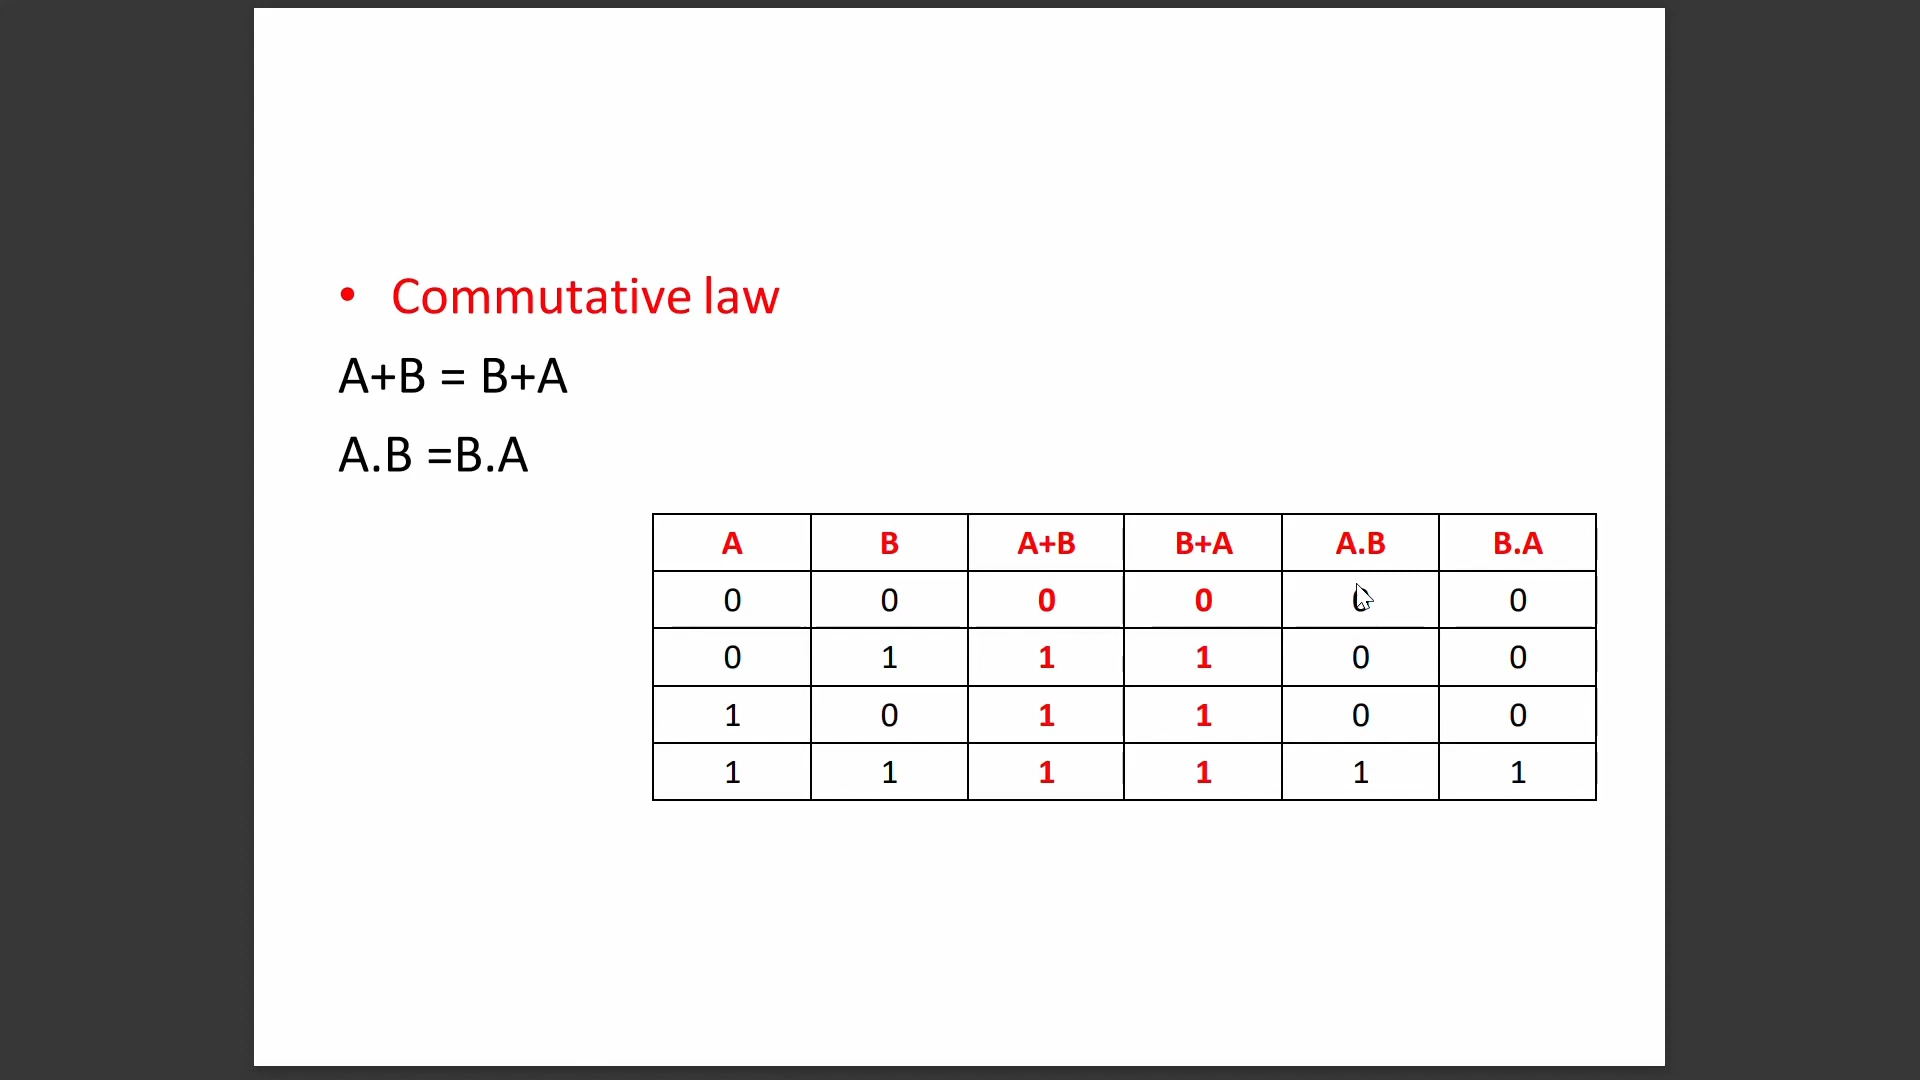 • Commutative law
A+B = B+A
A.B =B.A
A B A+B B+A A.B B.A
0 0 0 0 0 0
0 1 1 1 0 0
1 0 1 1 0 0
1 1 1 1 1 1